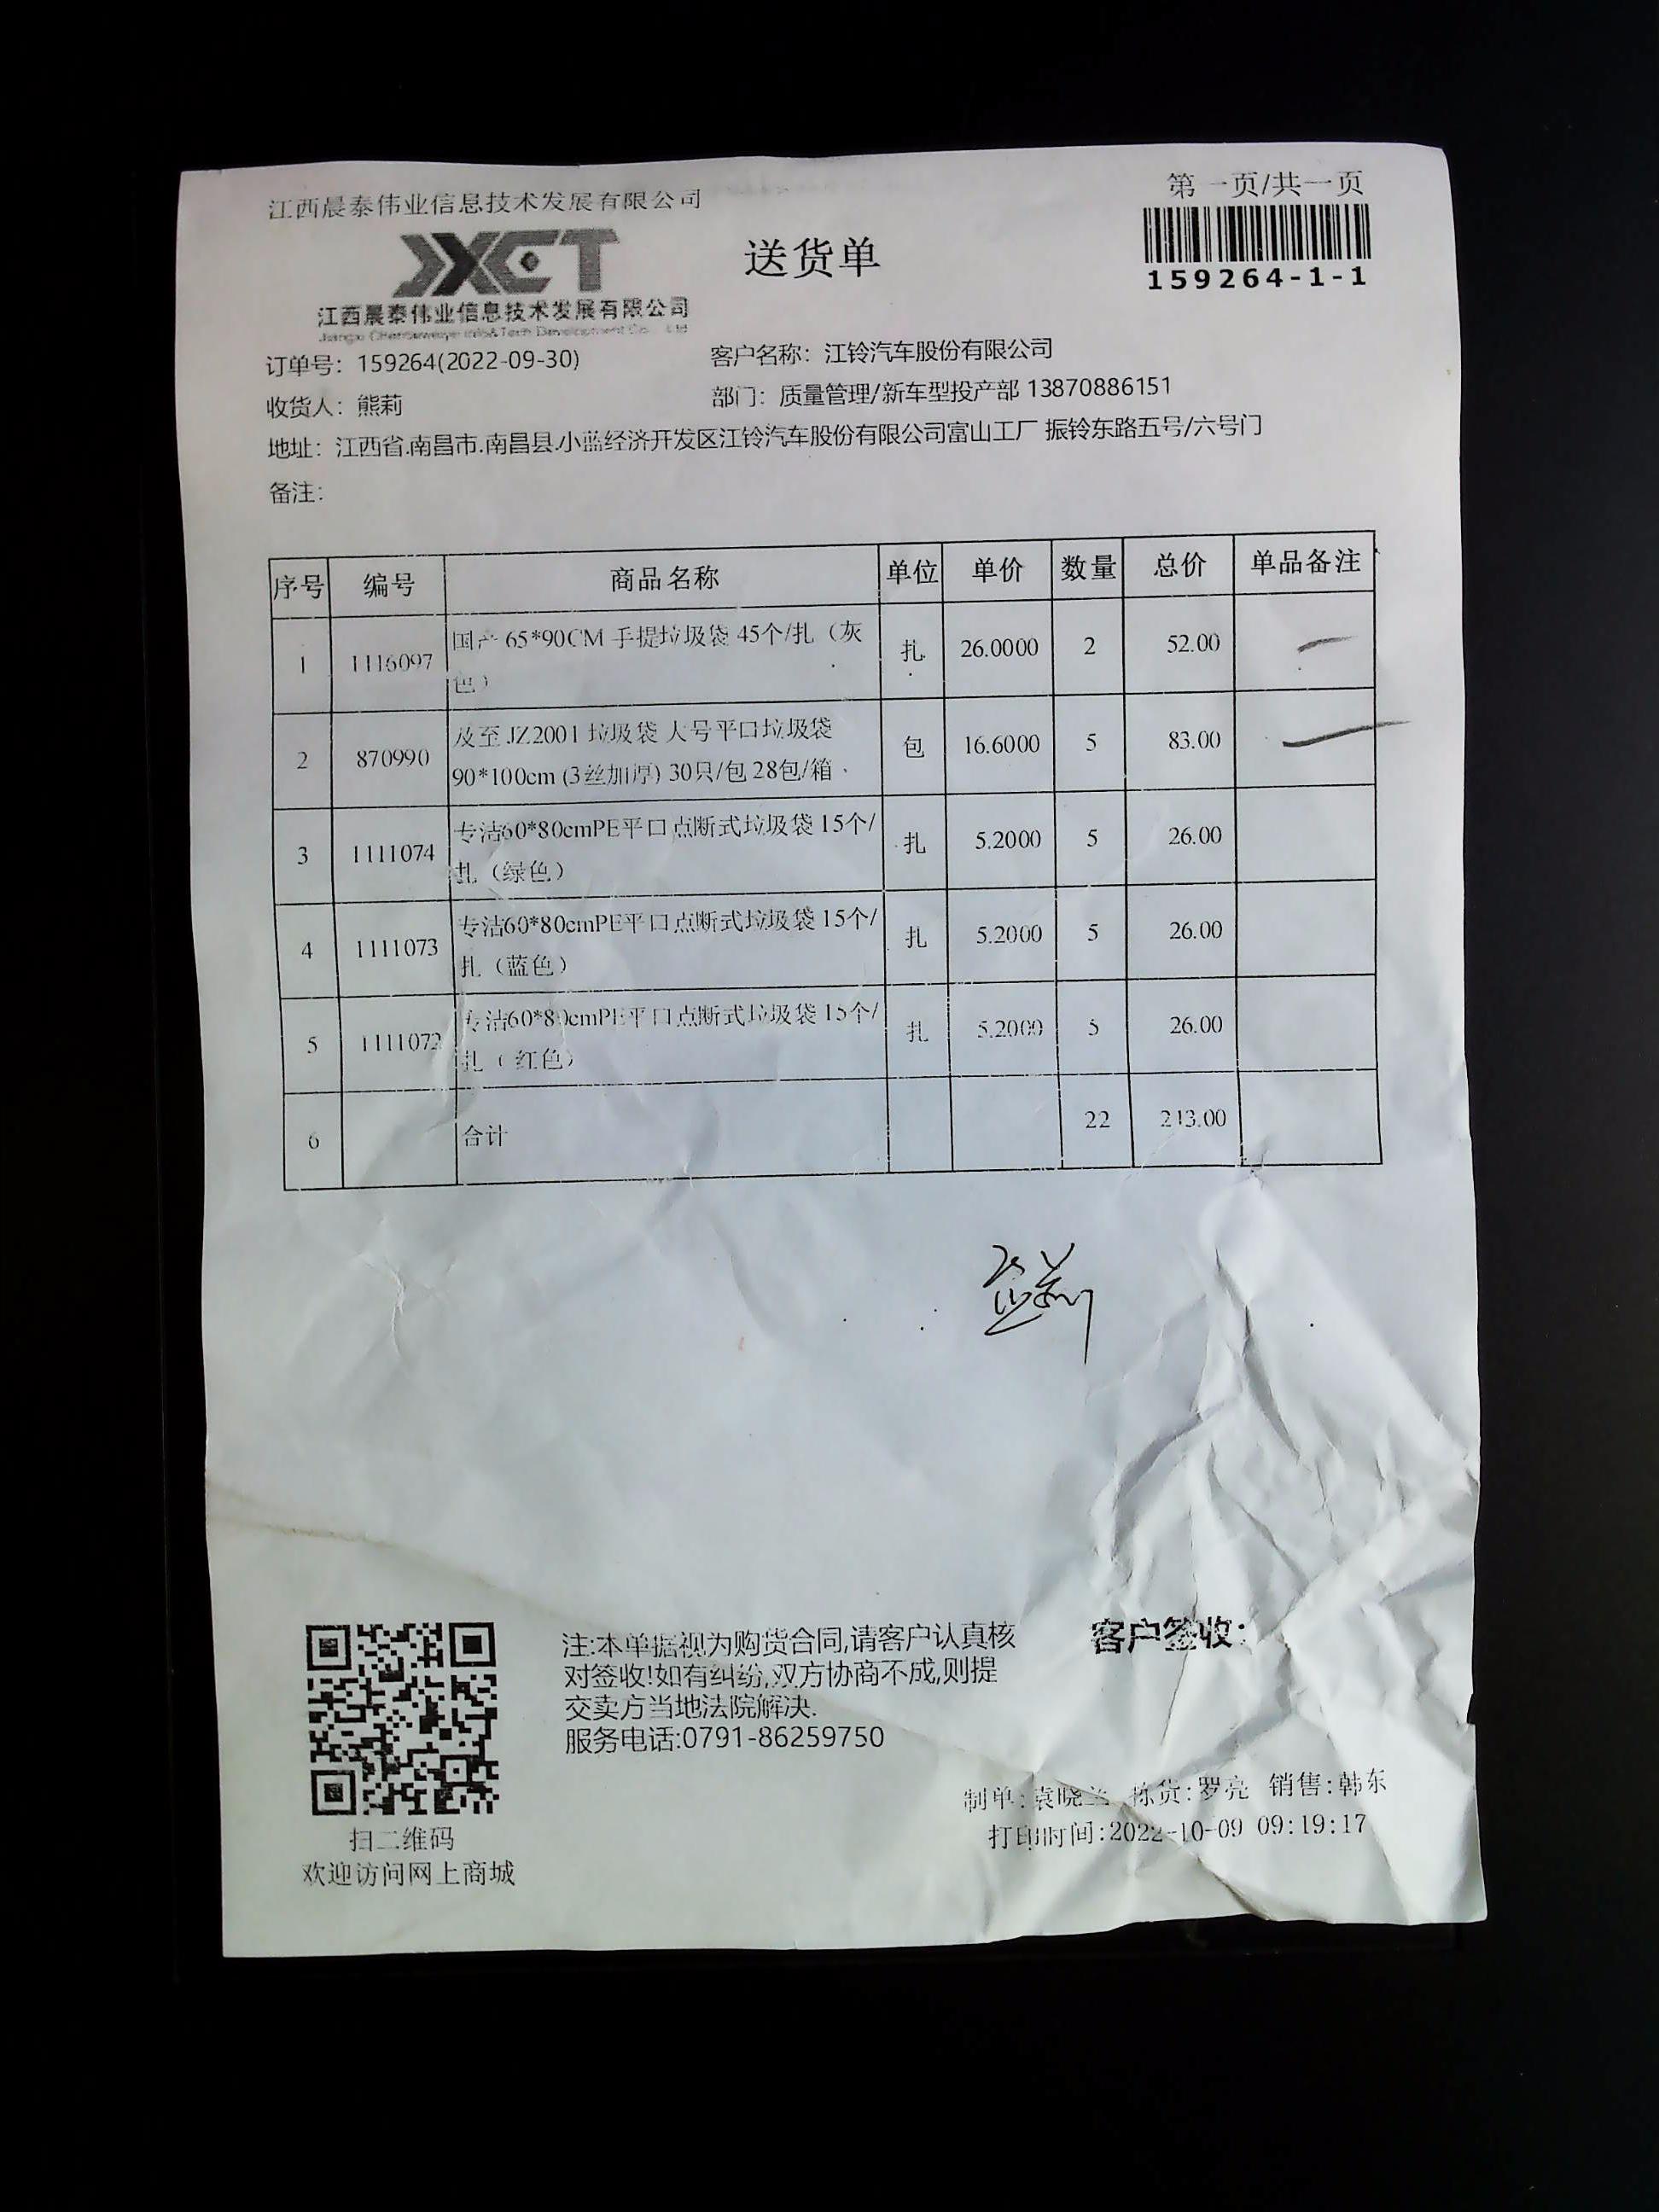 江西晨泰伟业信息技术发展有限公司
第一页/共一页
JXCT
送货单
159264-1-1
江西晨泰伟业信息技术发展有限公司
订单号：159264(2022-09-30)
客户名称：江铃汽车股份有限公司
收货人：熊莉
部门：质量管理/新车型投产部 13870886151
地址：江西省.南昌市.南昌县.小蓝经济开发区江铃汽车股份有限公司富山工厂 振铃东路五号/六号门
备注：
序号 编号 商品名称 单位 单价 数量 总价 单品备注
1 1116097 国产 65*90CM 手提垃圾袋 45个/扎（灰 扎 26.0000 2 52.00
色）
2 870990 及至 JZ2001 垃圾袋 大号平口垃圾袋 包 16.6000 5 83.00
90*100cm (3丝加厚) 30只/包 28包/箱
3 1111074 专洁60*80cmPE平口点断式垃圾袋 15个/ 扎 5.2000 5 26.00
扎（绿色）
4 1111073 专洁60*80cmPE平口点断式垃圾袋 15个/ 扎 5.2000 5 26.00
扎（蓝色）
5 1111072 专洁60*80cmPE平口点断式垃圾袋 15个/ 扎 5.2000 5 26.00
扎（红色）
6 合计 22 213.00
注:本单据视为购货合同,请客户认真核
对签收!如有纠纷,双方协商不成,则提
交卖方当地法院解决.
服务电话:0791-86259750
客户签收：
制单:袁晓兰 拣货:罗亮 销售:韩东
打印时间:2022-10-09 09:19:17
扫二维码
欢迎访问网上商城